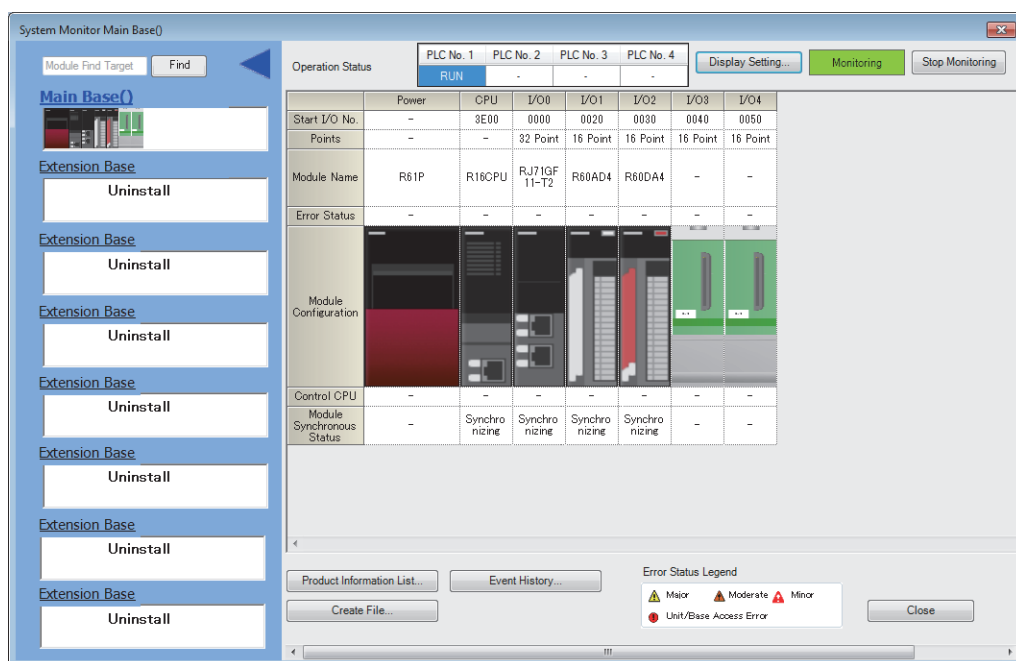 System Monitor Main Base()
Module Find Target Find
Main Base()
Extension Base
Uninstall
Extension Base
Uninstall
Extension Base
Uninstall
Extension Base
Uninstall
Extension Base
Uninstall
Extension Base
Uninstall
Extension Base
Uninstall
Operation Status
PLC No. 1 PLC No. 2 PLC No. 3 PLC No. 4
RUN - - -
Display Setting... Monitoring Stop Monitoring
Power CPU I/O0 I/O1 I/O2 I/O3 I/O4
Start I/O No. - 3E00 0000 0020 0030 0040 0050
Points - - 32 Point 16 Point 16 Point 16 Point 16 Point
Module Name R61P R16CPU RJ71GF11-T2 R60AD4 R60DA4 - -
Error Status - - - - - - -
Module
Configuration
Control CPU - - - - - - -
Module Synchronous Status - Synchronizing Synchronizing Synchronizing Synchronizing - -
Product Information List... Event History...
Create File...
Error Status Legend
Major Moderate Minor
Unit/Base Access Error
Close